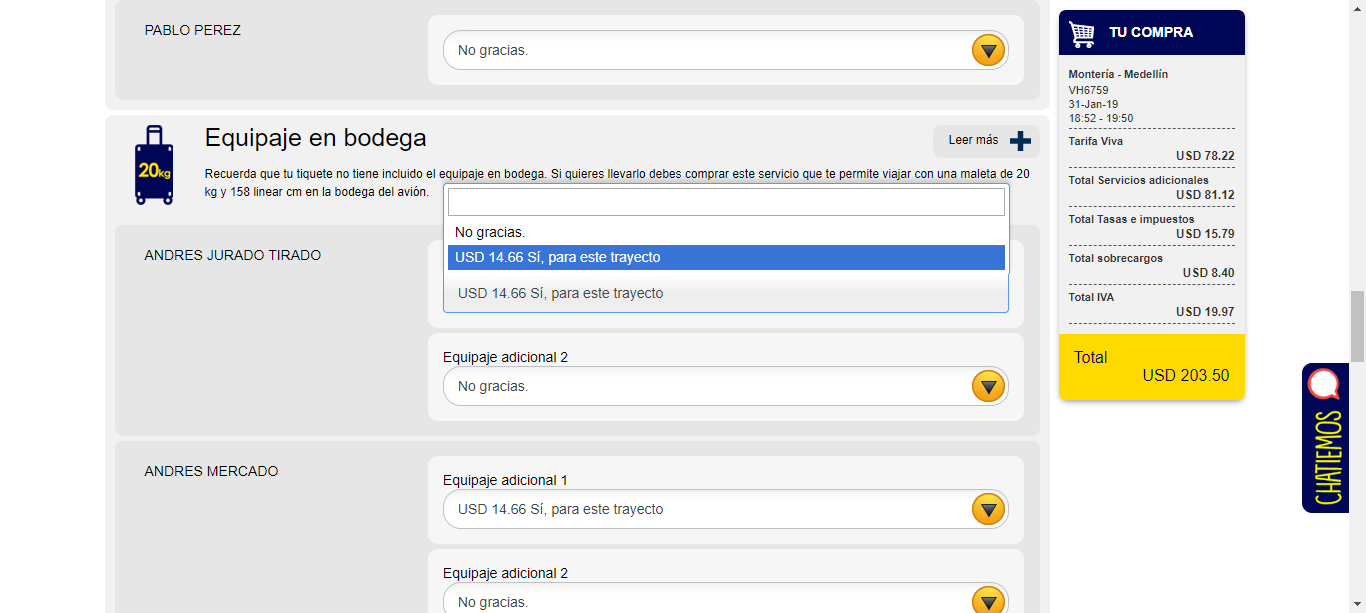 PABLO PEREZ
No gracias.
20kg
Equipaje en bodega
Leer más
Recuerda que tu tiquete no tiene incluido el equipaje en bodega. Si quieres llevarlo debes comprar este servicio que te permite viajar con una maleta de 20
kg y 158 linear cm en la bodega del avión.
ANDRES JURADO TIRADO
No gracias.
USD 14.66 Sí, para este trayecto
USD 14.66 Sí, para este trayecto
Equipaje adicional 2
No gracias.
ANDRES MERCADO
Equipaje adicional 1
USD 14.66 Sí, para este trayecto
Equipaje adicional 2
No gracias.
TU COMPRA
Montería - Medellín
VH6759
31-Jan-19
18:52 - 19:50
Tarifa Viva
USD 78.22
Total Servicios adicionales
USD 81.12
Total Tasas e impuestos
USD 15.79
Total sobrecargos
USD 8.40
Total IVA
USD 19.97
Total
USD 203.50
CHATIEMOS